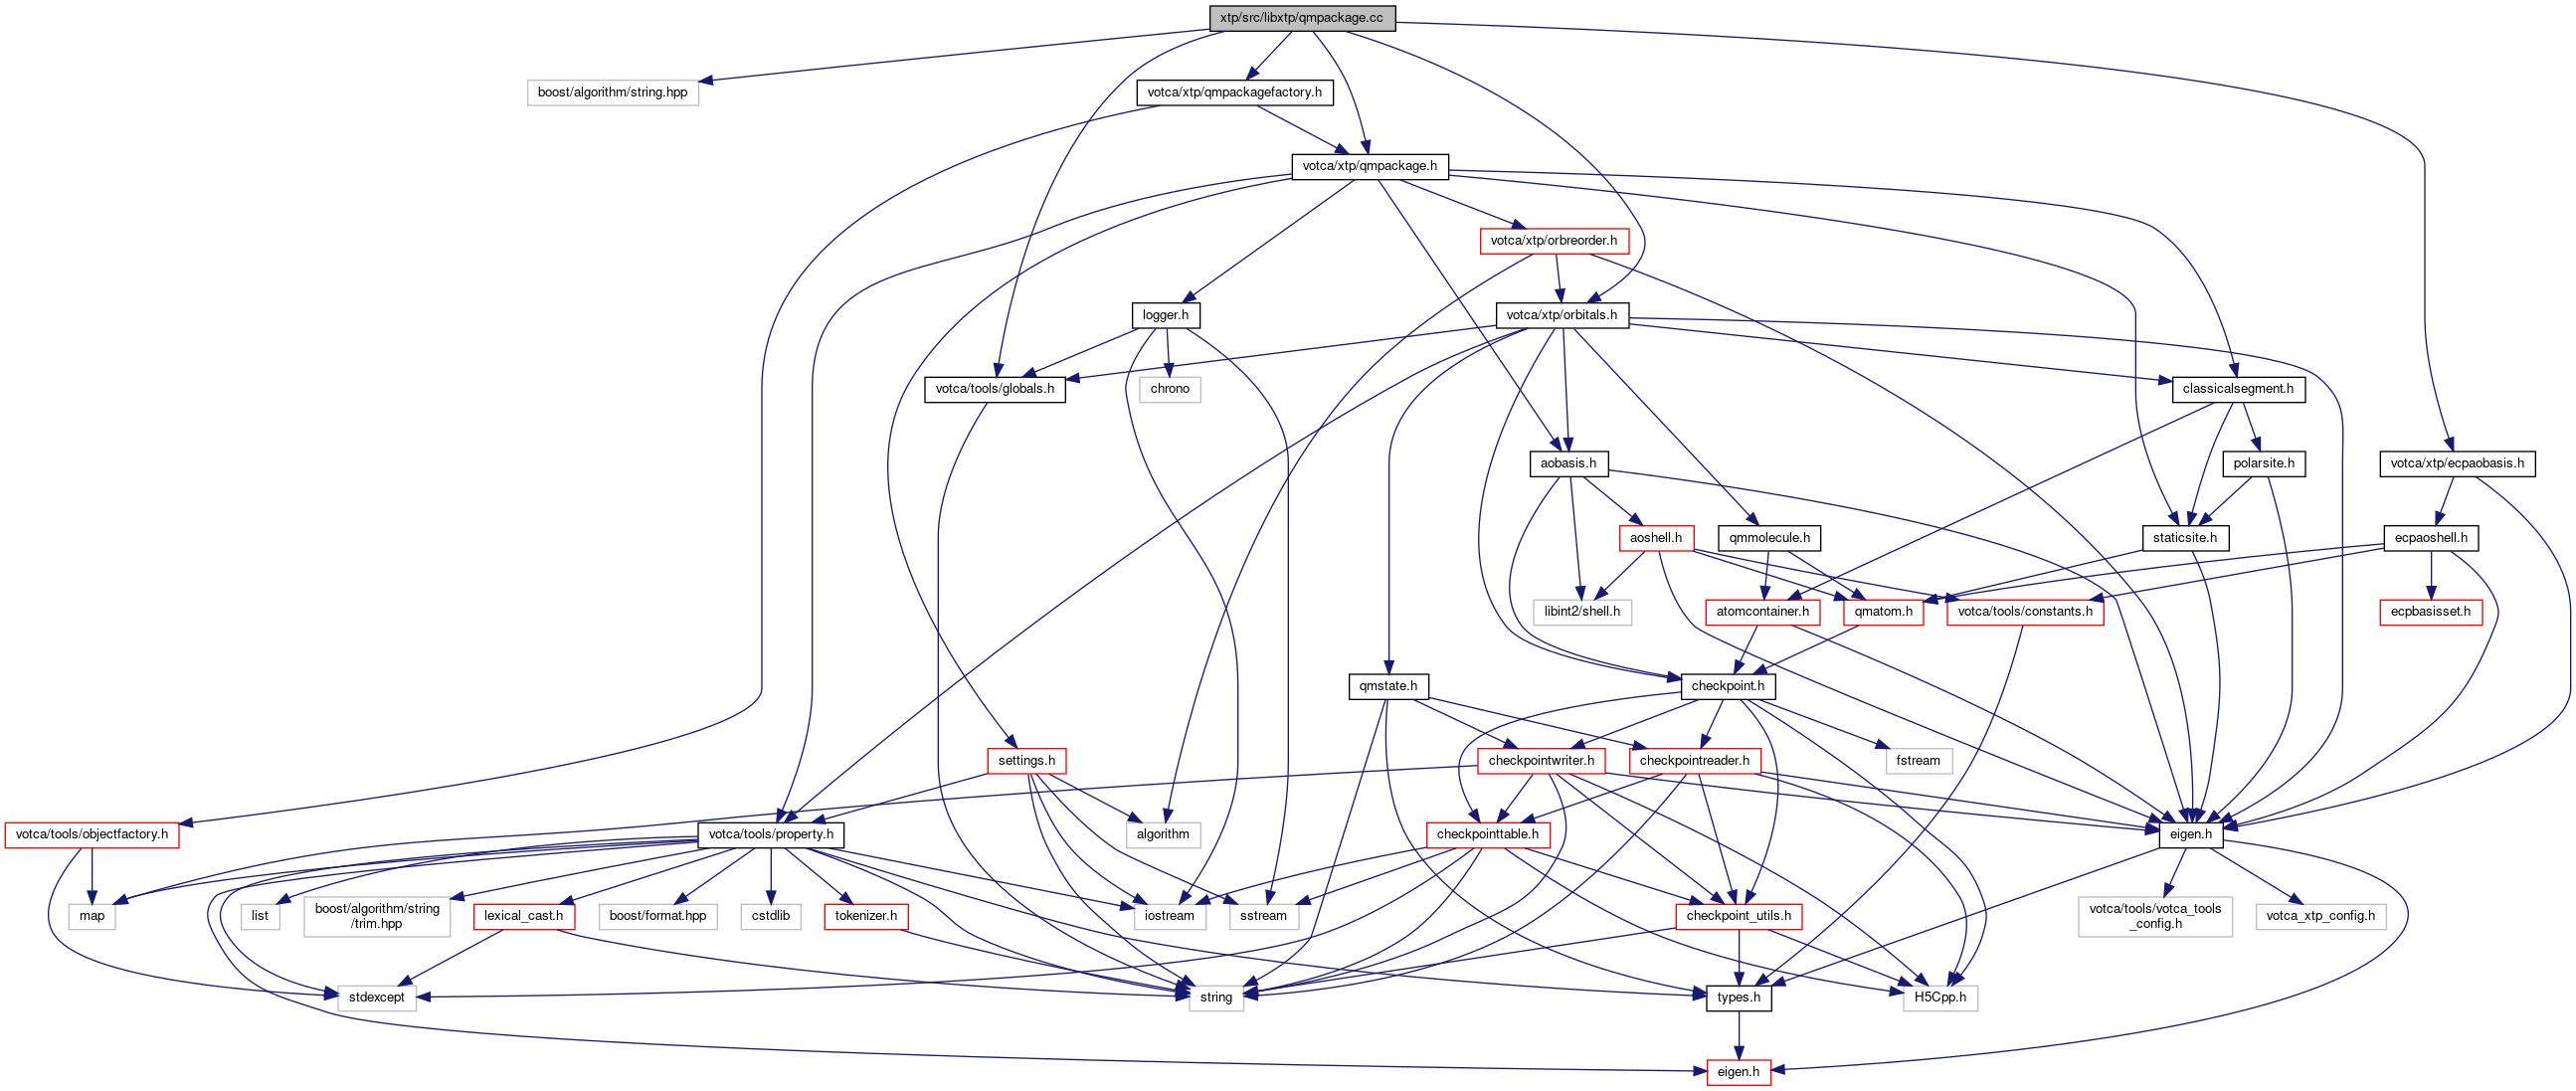 xtp/src/libxtp/qmpackage.cc
boost/algorithm/string.hpp
votca/xtp/qmpackagefactory.h
votca/xtp/qmpackage.h
votca/xtp/orbreorder.h
logger.h
votca/xtp/orbitals.h
votca/tools/globals.h
chrono
classicalsegment.h
aobasis.h
polarsite.h
votca/xtp/ecpaobasis.h
aoshell.h
qmmolecule.h
staticsite.h
ecpaoshell.h
libint2/shell.h
atomcontainer.h
qmatom.h
votca/tools/constants.h
ecpbasisset.h
qmstate.h
checkpoint.h
settings.h
checkpointwriter.h
checkpointreader.h
fstream
votca/tools/objectfactory.h
votca/tools/property.h
algorithm
checkpointtable.h
eigen.h
map
list
boost/algorithm/string
/trim.hpp
lexical_cast.h
boost/format.hpp
cstdlib
tokenizer.h
iostream
sstream
checkpoint_utils.h
votca/tools/votca_tools
_config.h
votca_xtp_config.h
stdexcept
string
types.h
H5Cpp.h
eigen.h